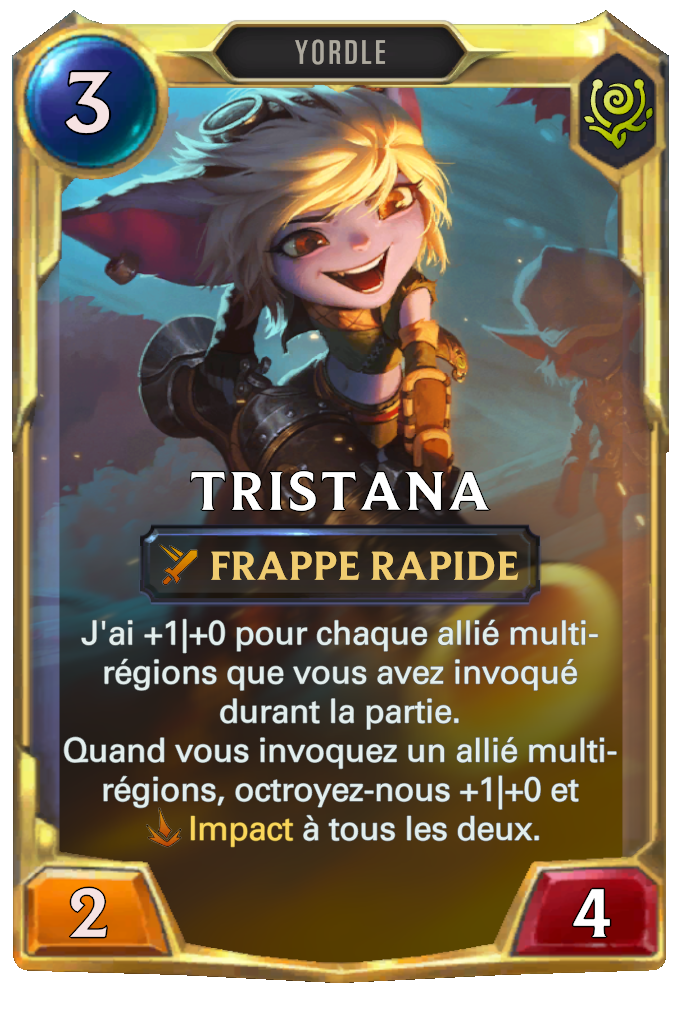 YORDLE
3
TRISTANA
FRAPPE RAPIDE
J'ai +1|+0 pour chaque allié multi-
régions que vous avez invoqué
durant la partie.
Quand vous invoquez un allié multi-
régions, octroyez-nous +1|+0 et
Impact à tous les deux.
2
4